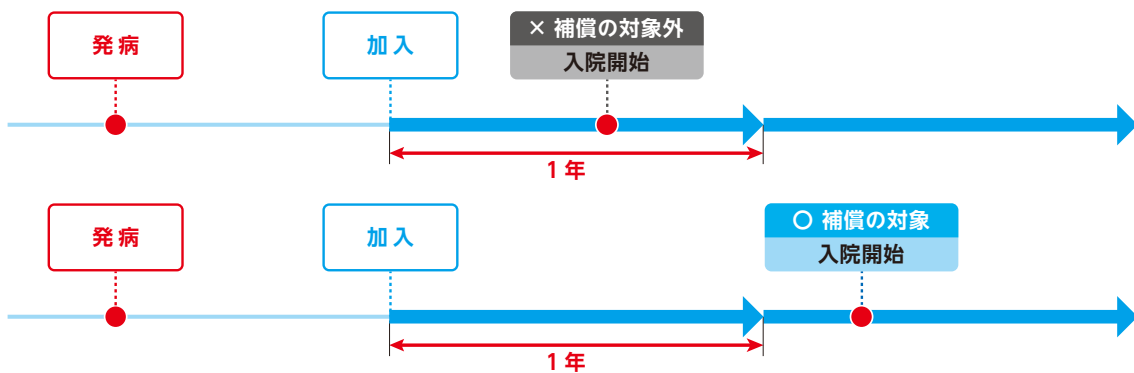 発病
加入
× 補償の対象外
入院開始
1年
発病
加入
〇 補償の対象
入院開始
1年